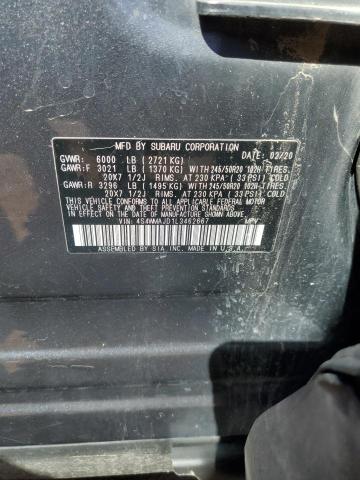 MFD BY SUBARU CORPORATION DATE: 02/20
GVWR: 6000 LB (2721 KG)
GAWR:F 3021 LB (1370 KG) WITH 245/50R20 102H TIRES.
20X7 1/2J RIMS. AT 230 KPA (33 PSI) COLD
GAWR:R 3296 LB (1495 KG) WITH 245/50R20 102H TIRES.
20X7 1/2J RIMS. AT 230 KPA (33 PSI) COLD
THIS VEHICLE CONFORMS TO ALL APPLICABLE FEDERAL MOTOR
VEHICLE SAFETY AND THEFT PREVENTION STANDARDS
IN EFFECT ON THE DATE OF MANUFACTURE SHOWN ABOVE.
VIN: 4S4WMAJD1L3462667 MPV
ASSEMBLED BY SIA INC. MADE IN U.S.A.